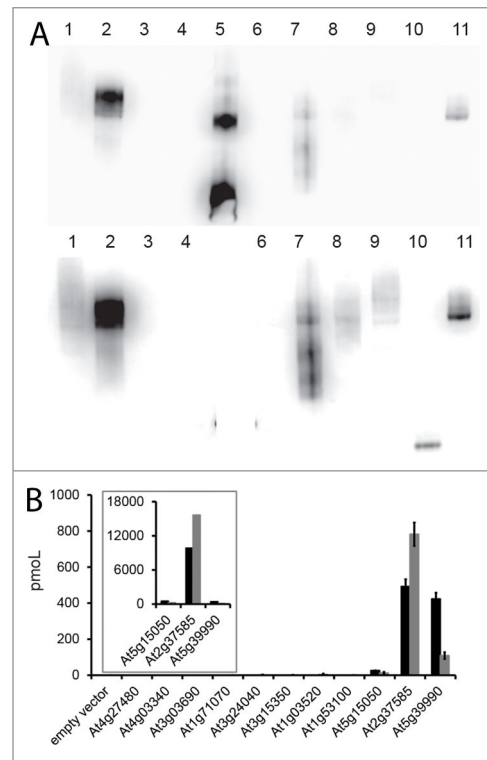 A
1 2 3 4 5 6 7 8 9 10 11
1 2 3 4 6 7 8 9 10 11
B
1000
800
600
400
200
0
pmoL
18000
12000
6000
0
At5g15050
At2g37585
At5g39990
empty vector
At4g27480
At4g03340
At3g03690
At1g71070
At3g24040
At3g15350
At1g03520
At1g53100
At5g15050
At2g37585
At5g39990